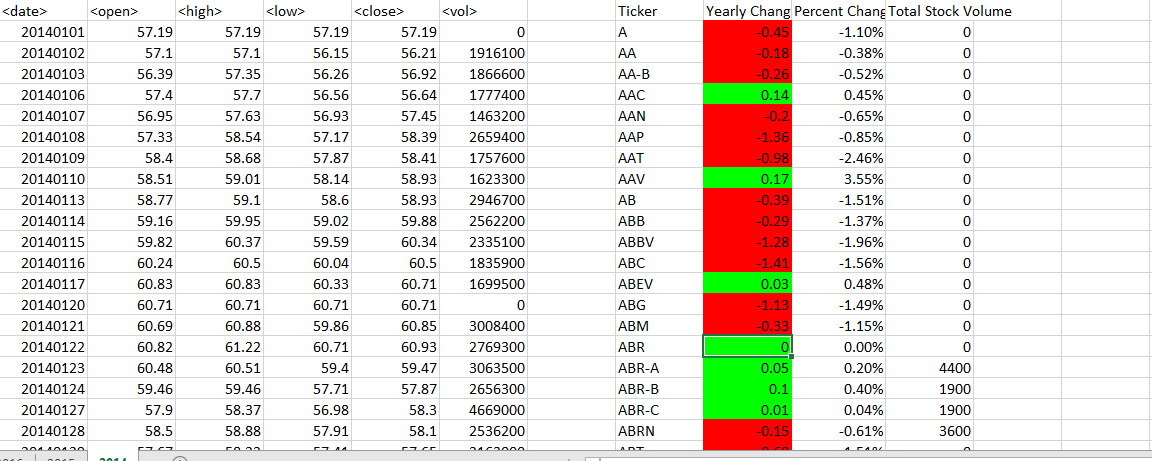 <date> <open> <high> <low> <close> <vol> Ticker Yearly Chang Percent Chang Total Stock Volume
20140101 57.19 57.19 57.19 57.19 0 A -0.45 -1.10% 0
20140102 57.1 57.1 56.15 56.21 1916100 AA -0.18 -0.38% 0
20140103 56.39 57.35 56.26 56.92 1866600 AA-B -0.26 -0.52% 0
20140106 57.4 57.7 56.56 56.64 1777400 AAC 0.14 0.45% 0
20140107 56.95 57.63 56.93 57.45 1463200 AAN -0.2 -0.65% 0
20140108 57.33 58.54 57.17 58.39 2659400 AAP -1.36 -0.85% 0
20140109 58.4 58.68 57.87 58.41 1757600 AAT -0.98 -2.46% 0
20140110 58.51 59.01 58.14 58.93 1623300 AAV 0.17 3.55% 0
20140113 58.77 59.1 58.6 58.93 2946700 AB -0.39 -1.51% 0
20140114 59.16 59.95 59.02 59.88 2562200 ABB -0.29 -1.37% 0
20140115 59.82 60.37 59.59 60.34 2335100 ABBV -1.28 -1.96% 0
20140116 60.24 60.5 60.04 60.5 1835900 ABC -1.41 -1.56% 0
20140117 60.83 60.83 60.33 60.71 1699500 ABEV 0.03 0.48% 0
20140120 60.71 60.71 60.71 60.71 0 ABG -1.13 -1.49% 0
20140121 60.69 60.88 59.86 60.85 3008400 ABM -0.33 -1.15% 0
20140122 60.82 61.22 60.71 60.93 2769300 ABR 0 0.00% 0
20140123 60.48 60.51 59.4 59.47 3063500 ABR-A 0.05 0.20% 4400
20140124 59.46 59.46 57.71 57.87 2656300 ABR-B 0.1 0.40% 1900
20140127 57.9 58.37 56.98 58.3 4669000 ABR-C 0.01 0.04% 1900
20140128 58.5 58.88 57.91 58.1 2536200 ABRN -0.15 -0.61% 3600